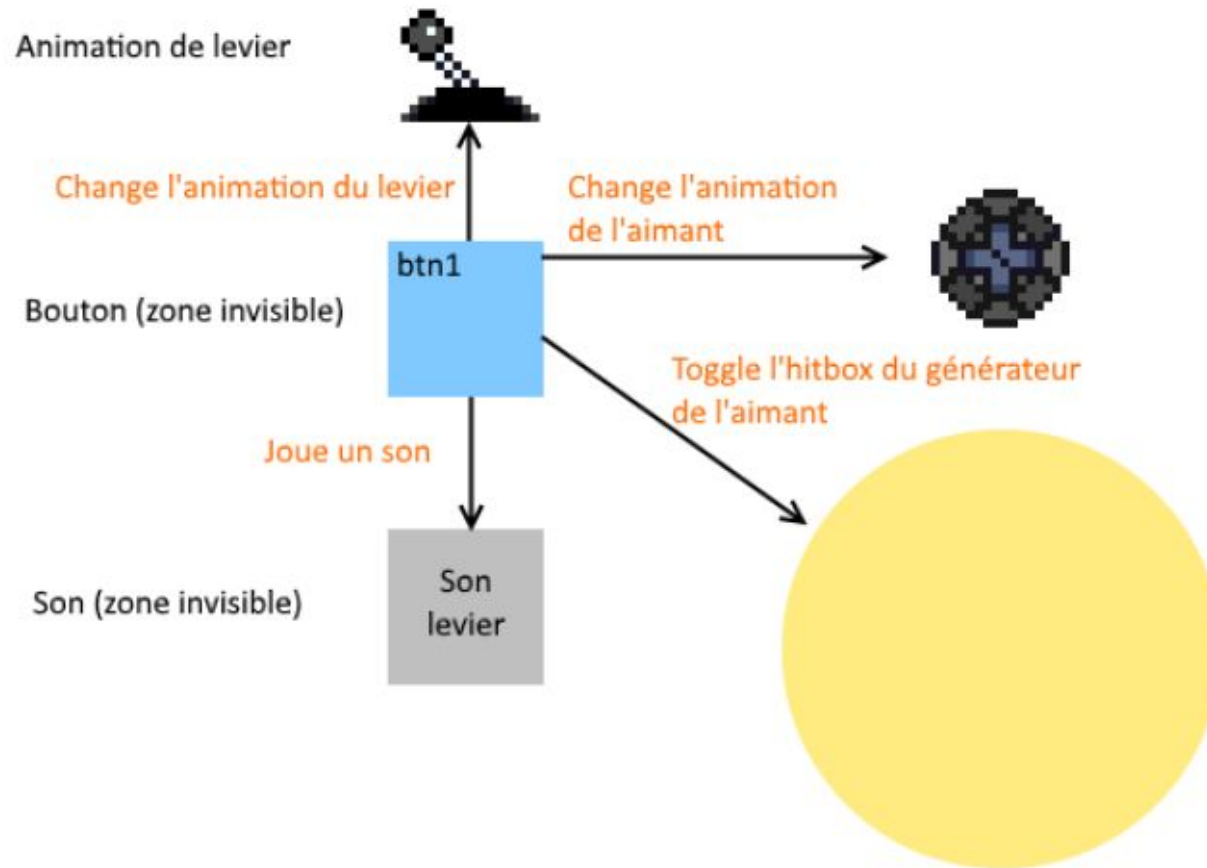 Animation de levier
Change l'animation du levier
Change l'animation
de l'aimant
btn1
Bouton (zone invisible)
Toggle l'hitbox du générateur
de l'aimant
Joue un son
Son (zone invisible)
Son
levier